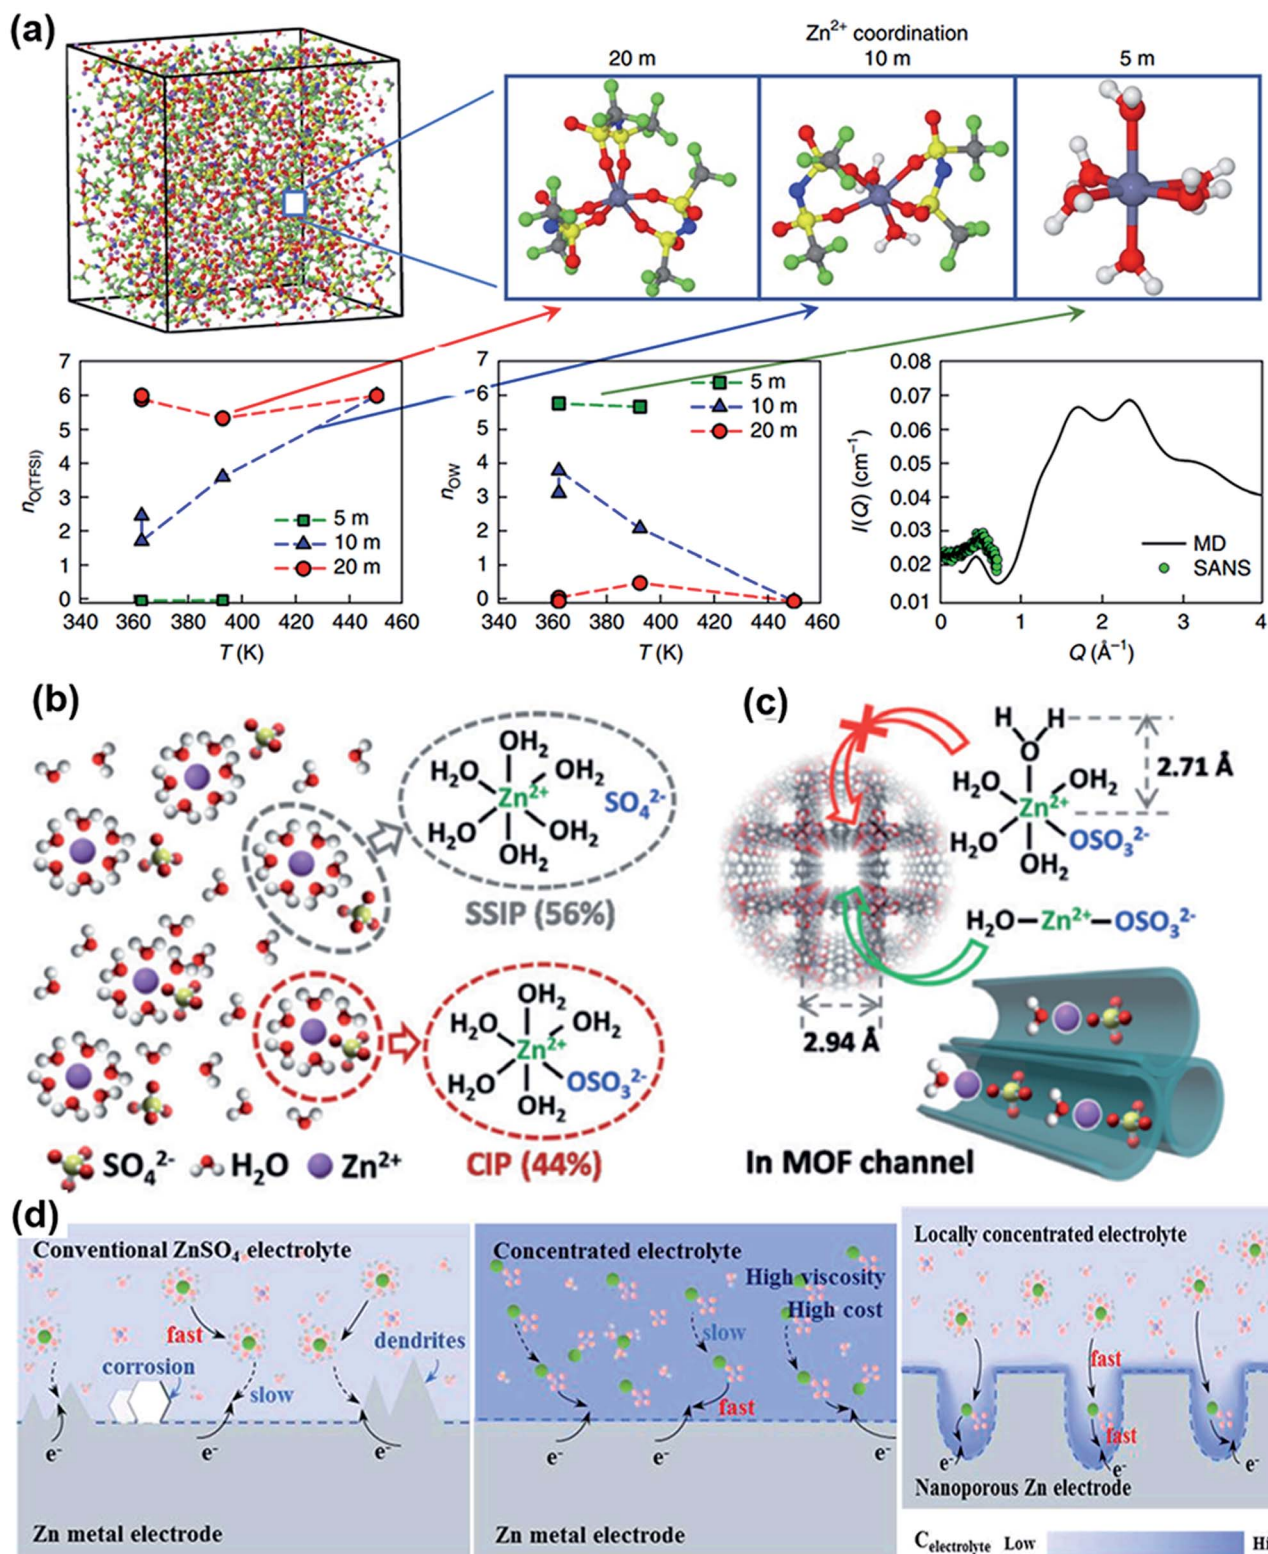 (a)
Zn²⁺ coordination
20 m
10 m
5 m
7
6
5
4
3
2
1
0
n_O(TFSI)
5 m
10 m
20 m
340 360 380 400 420 440 460
T (K)
7
6
5
4
3
2
1
0
n_OW
5 m
10 m
20 m
340 360 380 400 420 440 460
T (K)
0.08
0.07
0.06
0.05
0.04
0.03
0.02
0.01
I(Q) (cm⁻¹)
MD
SANS
0 1 2 3 4
Q (Å⁻¹)
(b)
OH₂
H₂O
OH₂
Zn²⁺
SO₄²⁻
H₂O
OH₂
OH₂
SSIP (56%)
OH₂
H₂O
OH₂
Zn²⁺
H₂O
OSO₃²⁻
OH₂
CIP (44%)
SO₄²⁻ H₂O Zn²⁺
(c)
H H
O
2.71 Å
H₂O
OH₂
Zn²⁺
H₂O
OSO₃²⁻
OH₂
H₂O—Zn²⁺—OSO₃²⁻
2.94 Å
In MOF channel
(d)
Conventional ZnSO₄ electrolyte
fast
dendrites
corrosion
slow
e⁻ e⁻ e⁻
Zn metal electrode
Concentrated electrolyte
High viscosity
High cost
slow
fast
e⁻ e⁻ e⁻
Zn metal electrode
Locally concentrated electrolyte
fast
fast
e⁻ e⁻ e⁻
Nanoporous Zn electrode
C_electrolyte Low Hi